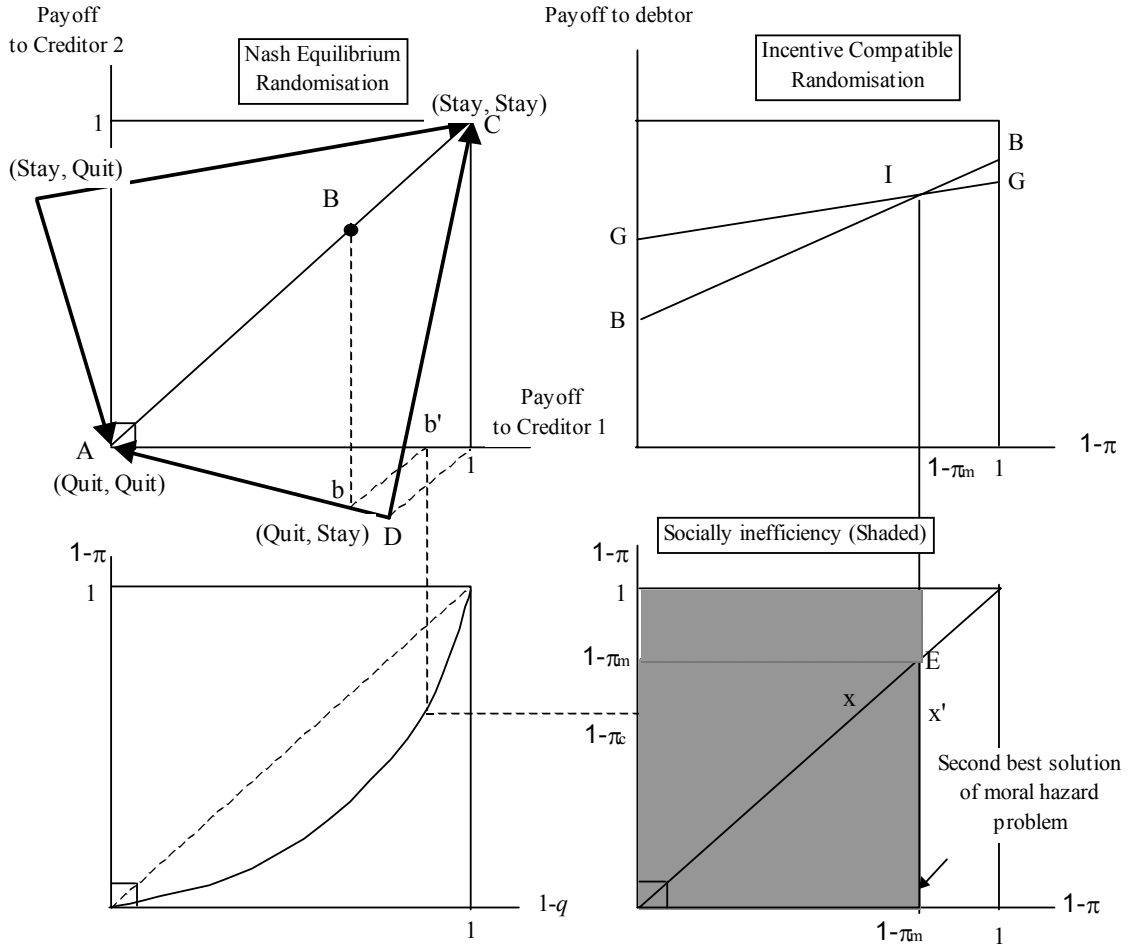 Payoff
to Creditor 2
Nash Equilibrium
Randomisation
(Stay, Stay)
C
1
(Stay, Quit)
B
Payoff
to Creditor 1
b'
A
1
(Quit, Quit)
b
(Quit, Stay)
D
Payoff to debtor
Incentive Compatible
Randomisation
B
I
G
G
B
1-π
1-πm
1
1-π
1
1-q
1
Socially inefficiency (Shaded)
1-π
1
1-πm
E
x
x'
1-πc
Second best solution
of moral hazard
problem
1-π
1-πm
1